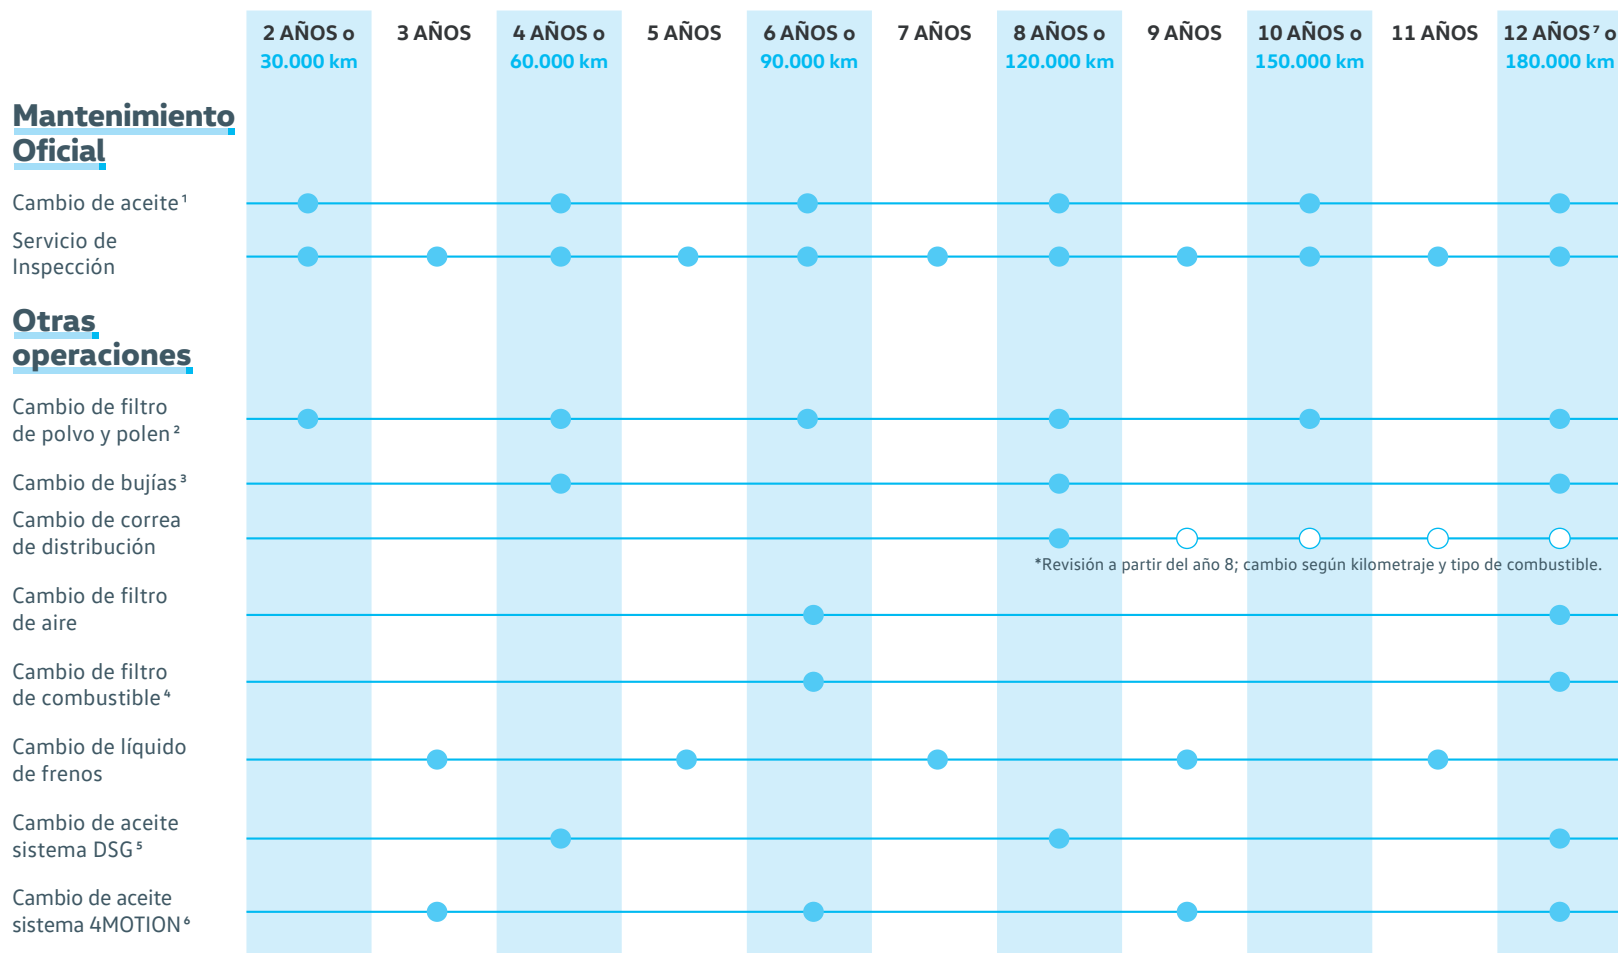 2 AÑOS o 3 AÑOS 4 AÑOS o 5 AÑOS 6 AÑOS o 7 AÑOS 8 AÑOS o 9 AÑOS 10 AÑOS o 11 AÑOS 12 AÑOS⁷ o
30.000 km 60.000 km 90.000 km 120.000 km 150.000 km 180.000 km
Mantenimiento
Oficial
Cambio de aceite¹
Servicio de
Inspección
Otras
operaciones
Cambio de filtro
de polvo y polen²
Cambio de bujías³
Cambio de correa
de distribución
*Revisión a partir del año 8; cambio según kilometraje y tipo de combustible.
Cambio de filtro
de aire
Cambio de filtro
de combustible⁴
Cambio de líquido
de frenos
Cambio de aceite
sistema DSG⁵
Cambio de aceite
sistema 4MOTION⁶